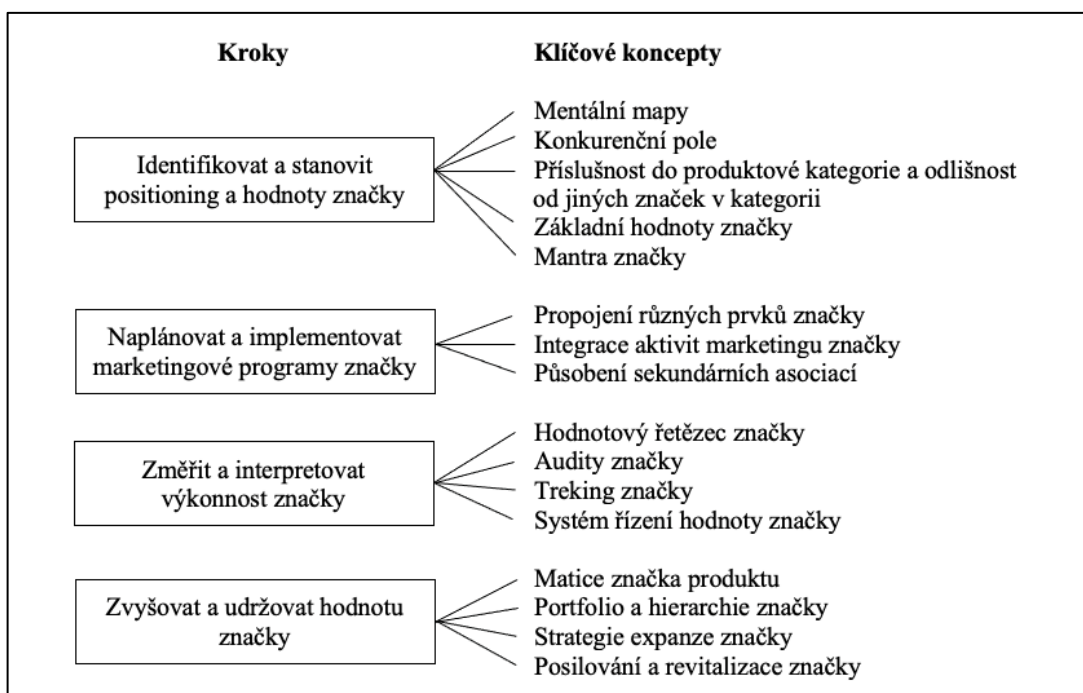 Kroky
Klíčové koncepty
Identifikovat a stanovit
positioning a hodnoty značky
Mentální mapy
Konkurenční pole
Příslušnost do produktové kategorie a odlišnost
od jiných značek v kategorii
Základní hodnoty značky
Mantra značky
Naplánovat a implementovat
marketingové programy značky
Propojení různých prvků značky
Integrace aktivit marketingu značky
Působení sekundárních asociací
Změřit a interpretovat
výkonnost značky
Hodnotový řetězec značky
Audity značky
Treking značky
Systém řízení hodnoty značky
Zvyšovat a udržovat hodnotu
značky
Matice značka produktu
Portfolio a hierarchie značky
Strategie expanze značky
Posilování a revitalizace značky